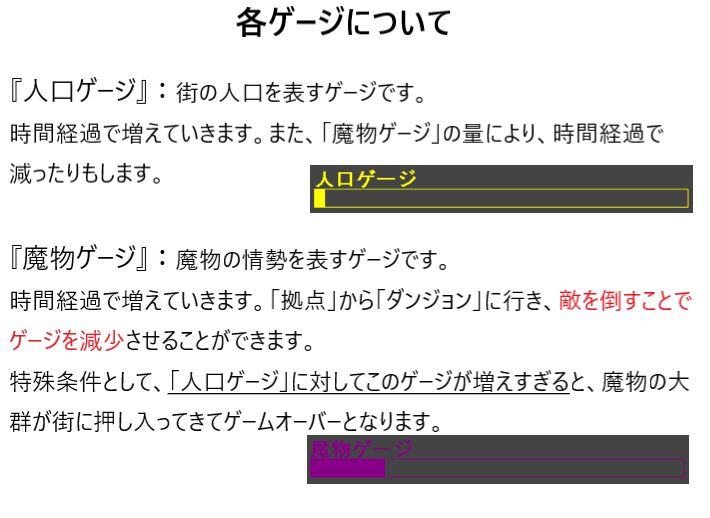 各ゲージについて
『人口ゲージ』：街の人口を表すゲージです。
時間経過で増えていきます。また、「魔物ゲージ」の量により、時間経過で
減ったりもします。
人口ゲージ
『魔物ゲージ』：魔物の情勢を表すゲージです。
時間経過で増えていきます。「拠点」から「ダンジョン」に行き、敵を倒すことで
ゲージを減少させることができます。
特殊条件として、「人口ゲージ」に対してこのゲージが増えすぎると、魔物の大
群が街に押し入ってきてゲームオーバーとなります。
魔物ゲージ